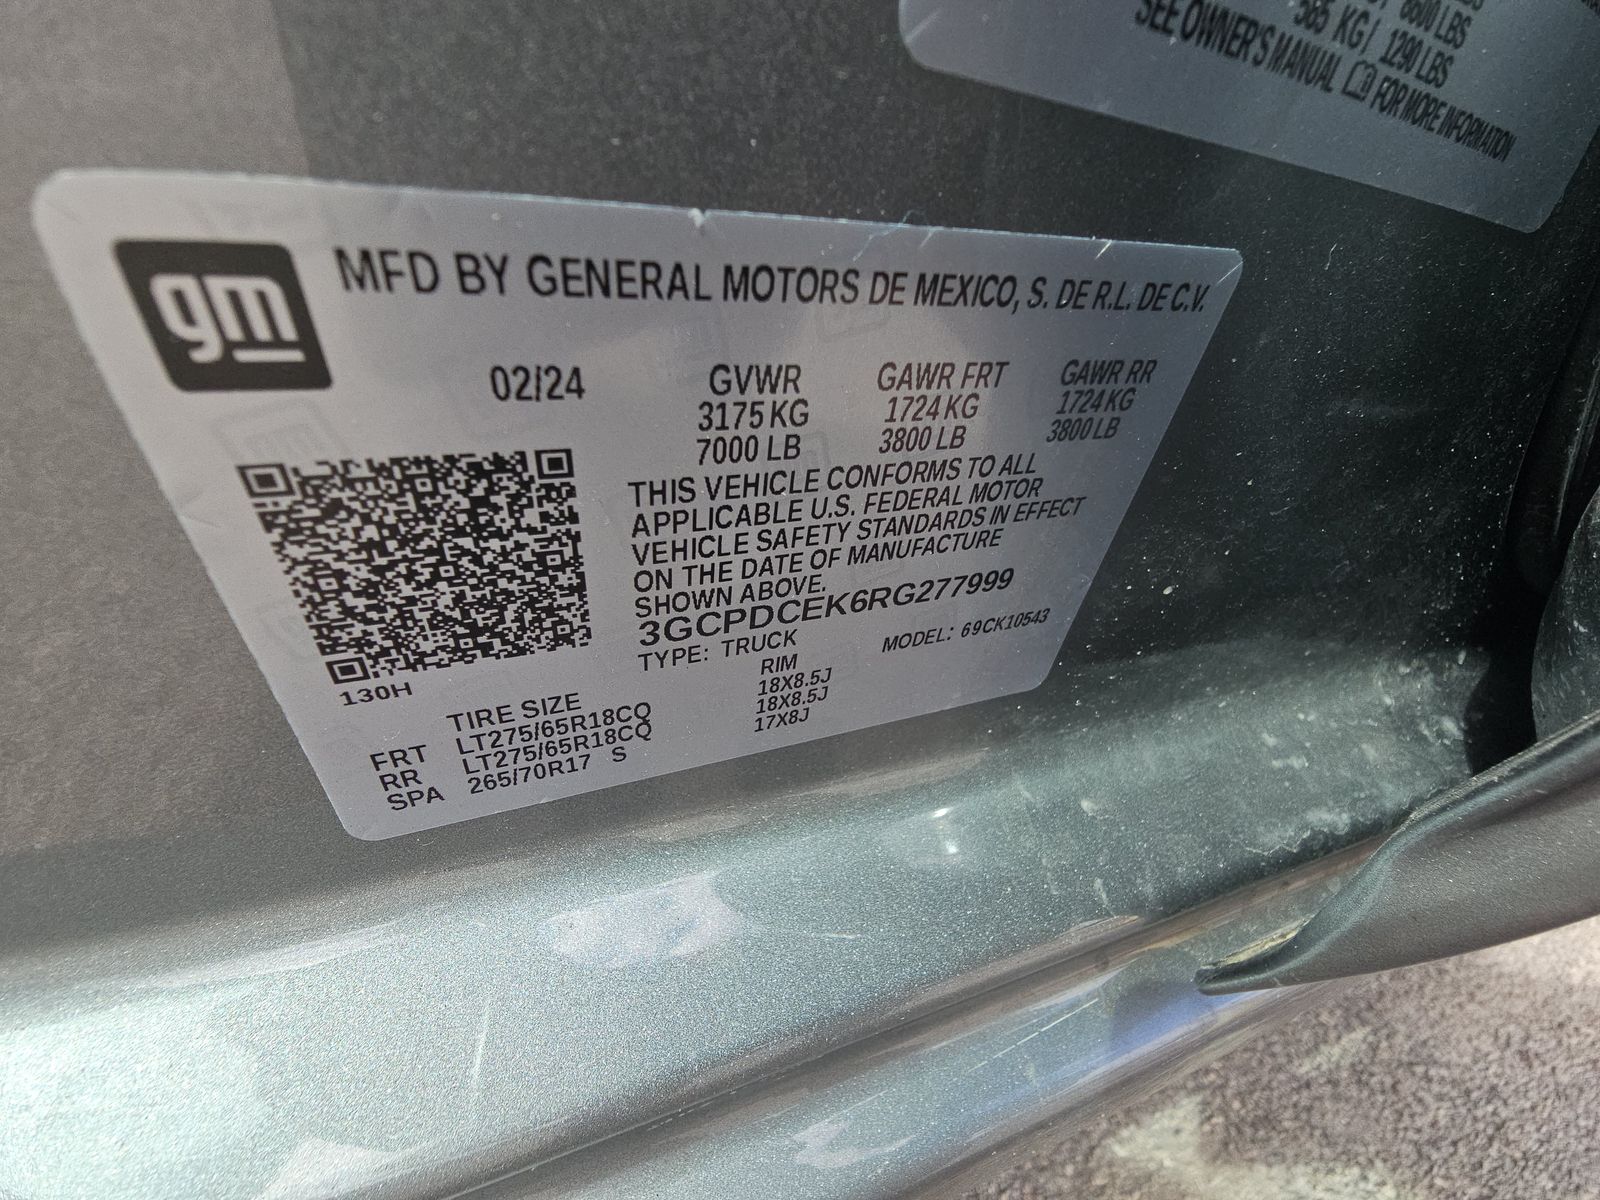 6600 LBS
565 KG/ 1290 LBS
SEE OWNER'S MANUAL FOR MORE INFORMATION
gm
MFD BY GENERAL MOTORS DE MEXICO, S. DE R.L. DE C.V.
02/24 GVWR GAWR FRT GAWR RR
3175 KG 1724 KG 1724 KG
7000 LB 3800 LB 3800 LB
THIS VEHICLE CONFORMS TO ALL
APPLICABLE U.S. FEDERAL MOTOR
VEHICLE SAFETY STANDARDS IN EFFECT
ON THE DATE OF MANUFACTURE
SHOWN ABOVE.
3GCPDCEK6RG277999
TYPE: TRUCK MODEL: 69CK10543
130H
TIRE SIZE RIM
FRT LT275/65R18CQ 18X8.5J
RR LT275/65R18CQ 18X8.5J
SPA 265/70R17 S 17X8J